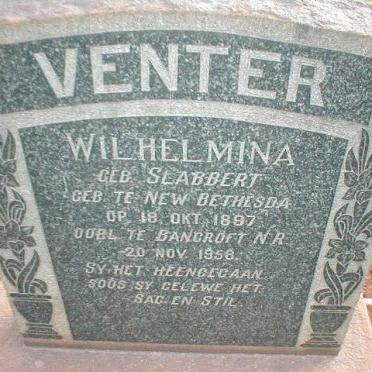 VENTER
WILHELMINA
GEB. SLABBERT
GEB TE NEW BETHESDA
OP 18 OKT. 1897
OORL TE BANCROFT N.R.
20 NOV. 1958.
SY HET HEENGEGAAN
SOOS SY GELEWE HET
SAG EN STIL